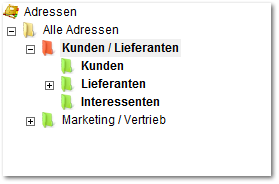 Adressen
Alle Adressen
Kunden / Lieferanten
Kunden
Lieferanten
Interessenten
Marketing / Vertrieb